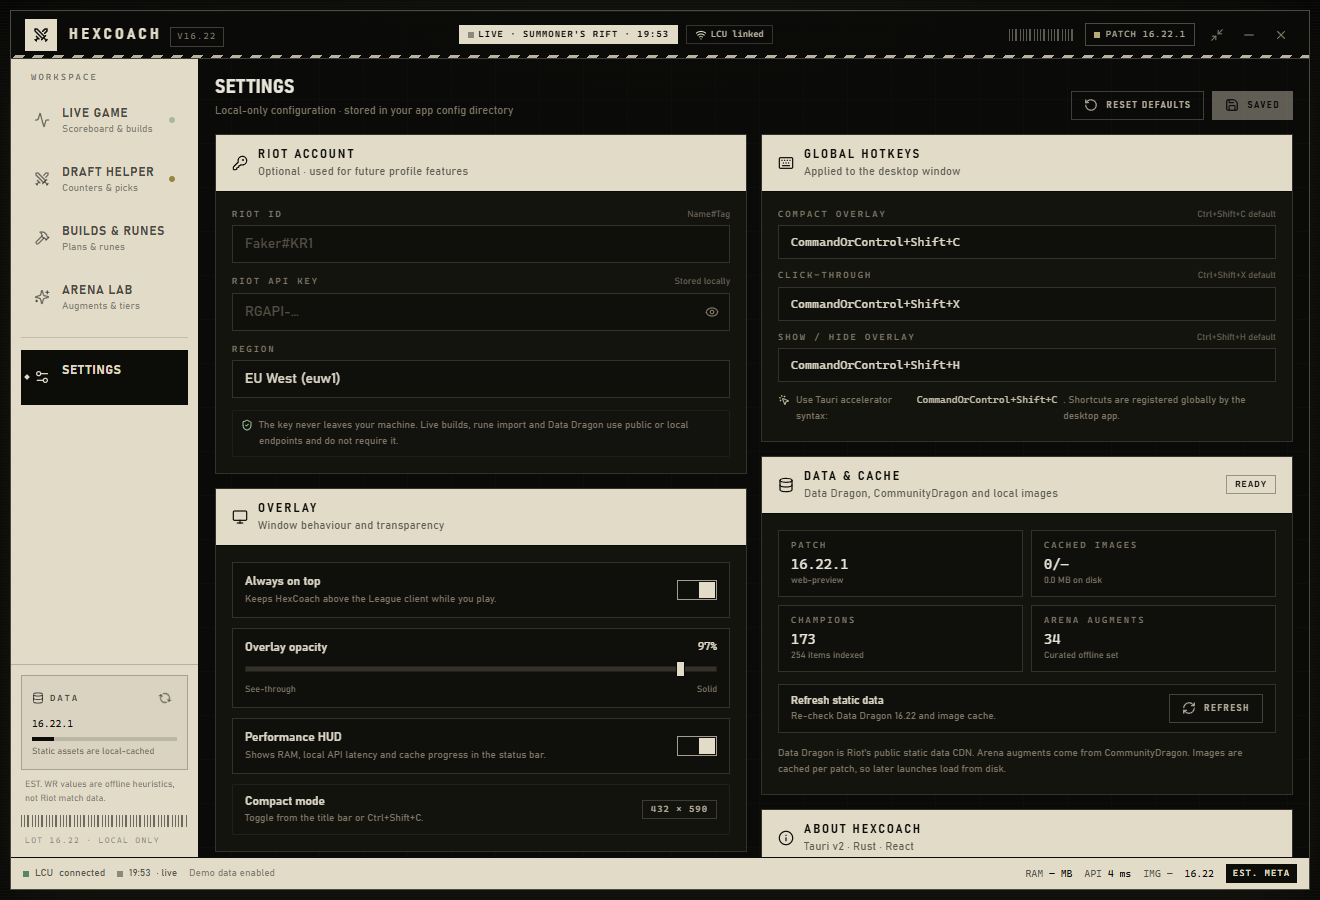 HEXCOACH
V16.22
LIVE · SUMMONER'S RIFT · 19:53
LCU linked
PATCH 16.22.1
WORKSPACE
LIVE GAME
Scoreboard & builds
DRAFT HELPER
Counters & picks
BUILDS & RUNES
Plans & runes
ARENA LAB
Augments & tiers
SETTINGS
DATA
16.22.1
Static assets are local-cached
EST. WR values are offline heuristics,
not Riot match data.
LOT 16.22 · LOCAL ONLY
SETTINGS
Local-only configuration · stored in your app config directory
RESET DEFAULTS
SAVED
RIOT ACCOUNT
Optional · used for future profile features
RIOT ID
Name#Tag
Faker#KR1
RIOT API KEY
Stored locally
RGAPI-…
REGION
EU West (euw1)
The key never leaves your machine. Live builds, rune import and Data Dragon use public or local
endpoints and do not require it.
OVERLAY
Window behaviour and transparency
Always on top
Keeps HexCoach above the League client while you play.
Overlay opacity
97%
See-through
Solid
Performance HUD
Shows RAM, local API latency and cache progress in the status bar.
Compact mode
Toggle from the title bar or Ctrl+Shift+C.
432 × 590
GLOBAL HOTKEYS
Applied to the desktop window
COMPACT OVERLAY
Ctrl+Shift+C default
CommandOrControl+Shift+C
CLICK-THROUGH
Ctrl+Shift+X default
CommandOrControl+Shift+X
SHOW / HIDE OVERLAY
Ctrl+Shift+H default
CommandOrControl+Shift+H
Use Tauri accelerator
syntax:
CommandOrControl+Shift+C
. Shortcuts are registered globally by the
desktop app.
DATA & CACHE
Data Dragon, CommunityDragon and local images
READY
PATCH
16.22.1
web-preview
CACHED IMAGES
0/—
0.0 MB on disk
CHAMPIONS
173
254 items indexed
ARENA AUGMENTS
34
Curated offline set
Refresh static data
Re-check Data Dragon 16.22 and image cache.
REFRESH
Data Dragon is Riot's public static data CDN. Arena augments come from CommunityDragon. Images are
cached per patch, so later launches load from disk.
ABOUT HEXCOACH
Tauri v2 · Rust · React
LCU connected
19:53 · live
Demo data enabled
RAM — MB
API 4 ms
IMG —
16.22
EST. META